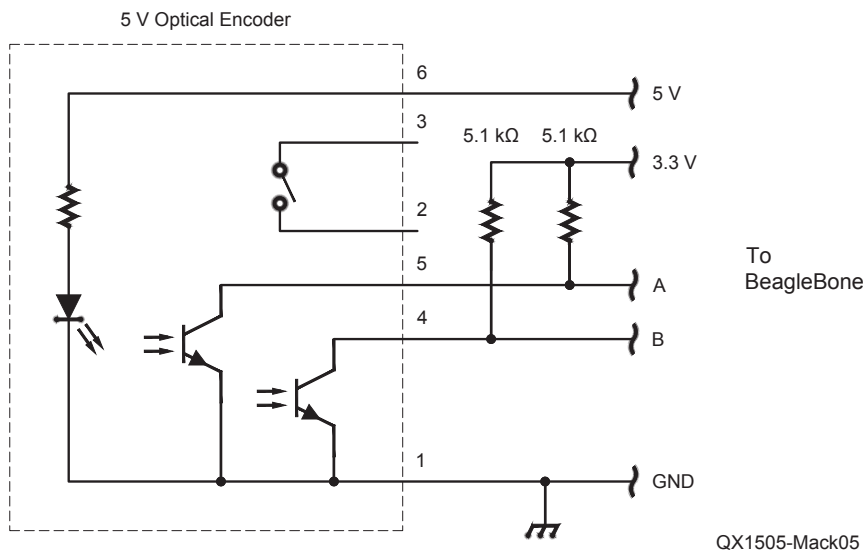 5 V Optical Encoder
6
5 V
3
5.1 kΩ 5.1 kΩ
3.3 V
2
5
A
To
BeagleBone
4
B
1
GND
QX1505-Mack05